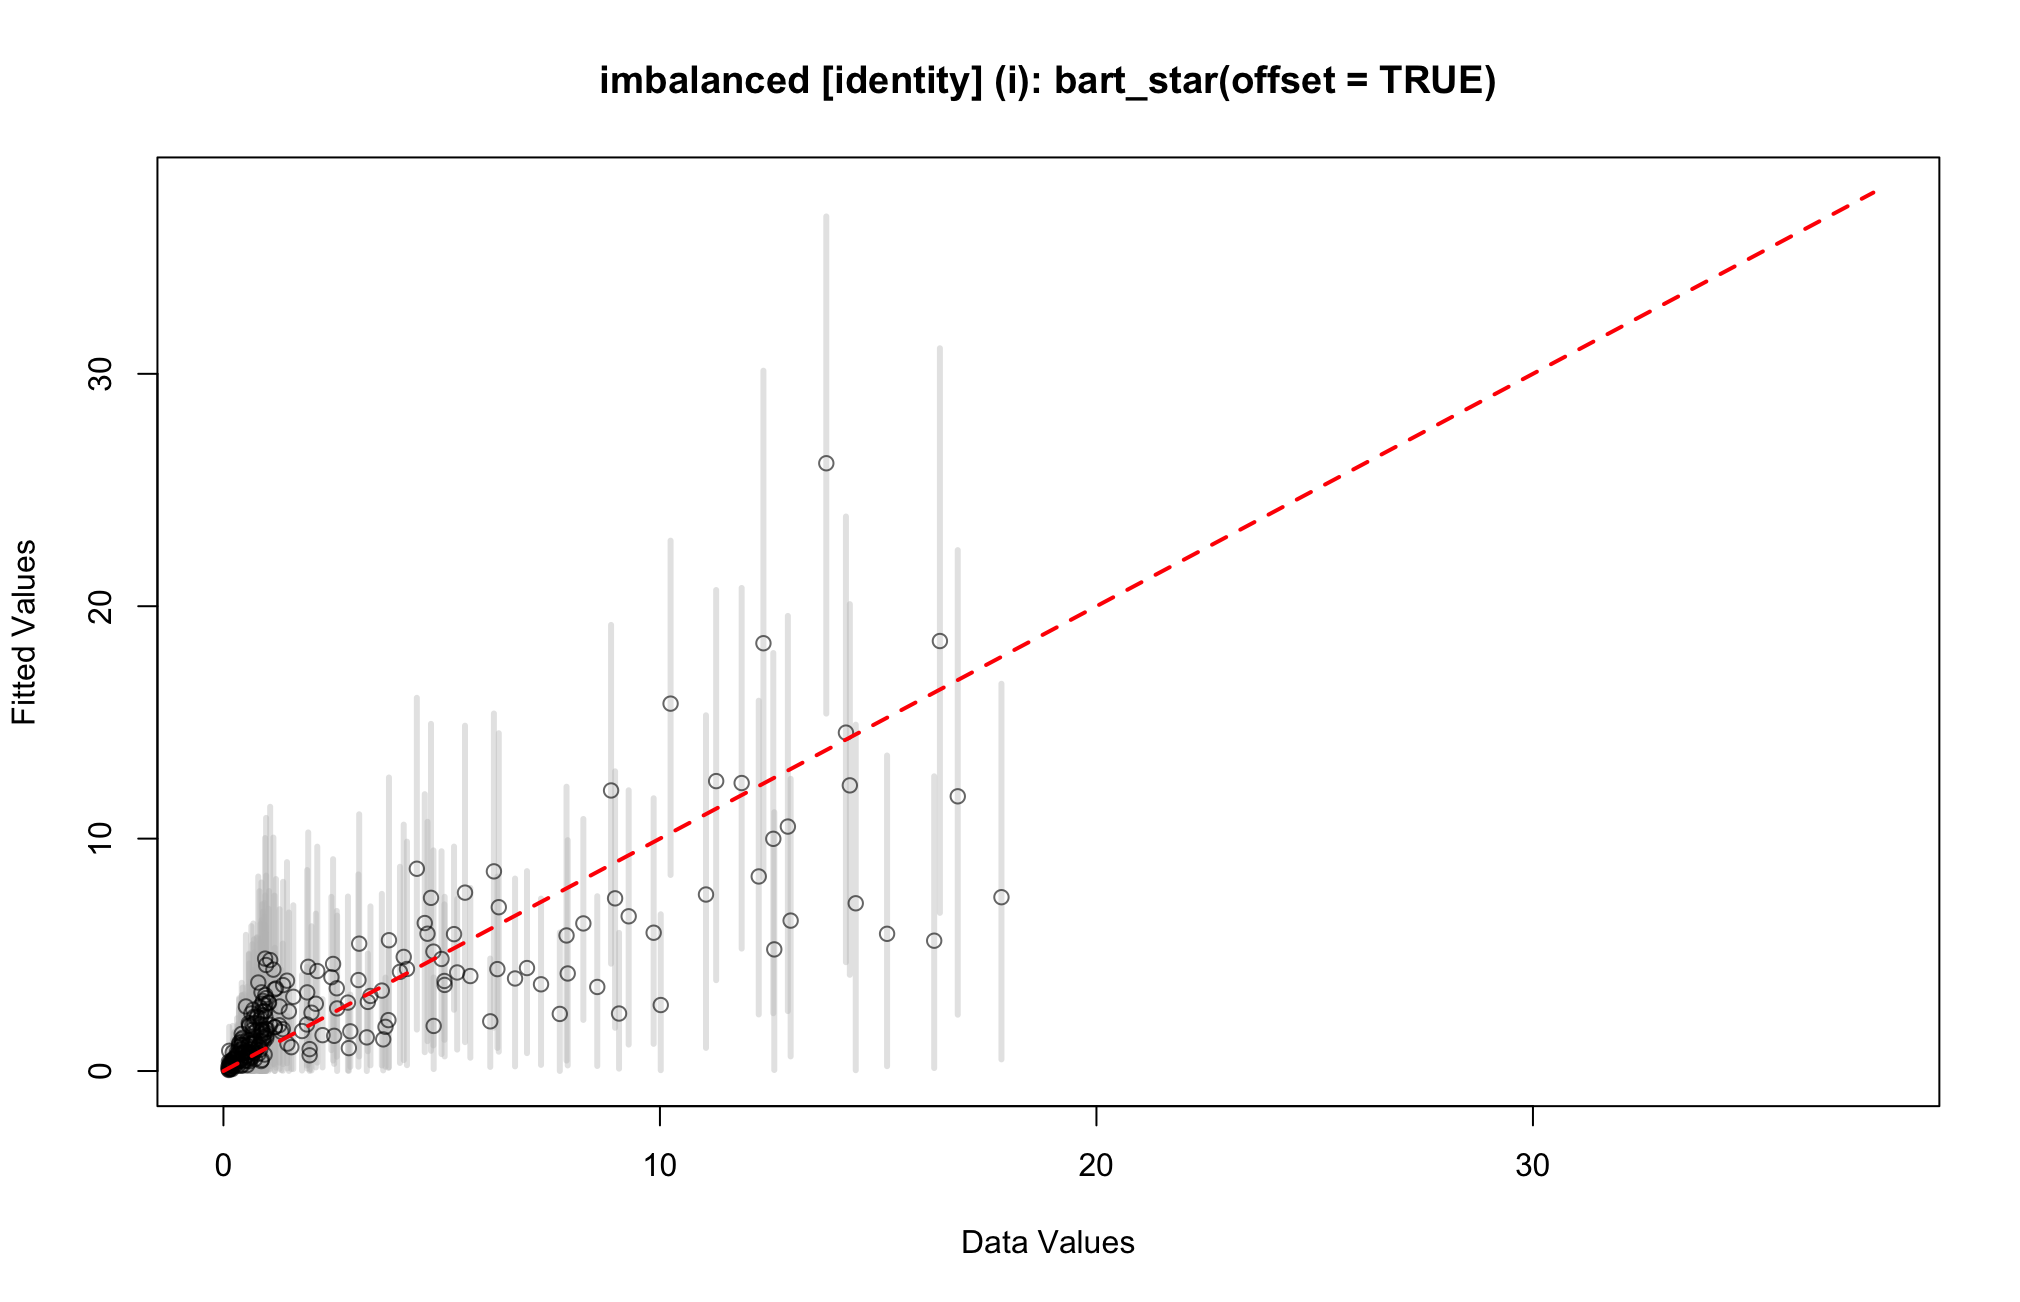 imbalanced [identity] (i): bart_star(offset = TRUE)
Fitted Values
30
20
10
0
0 10 20 30
Data Values